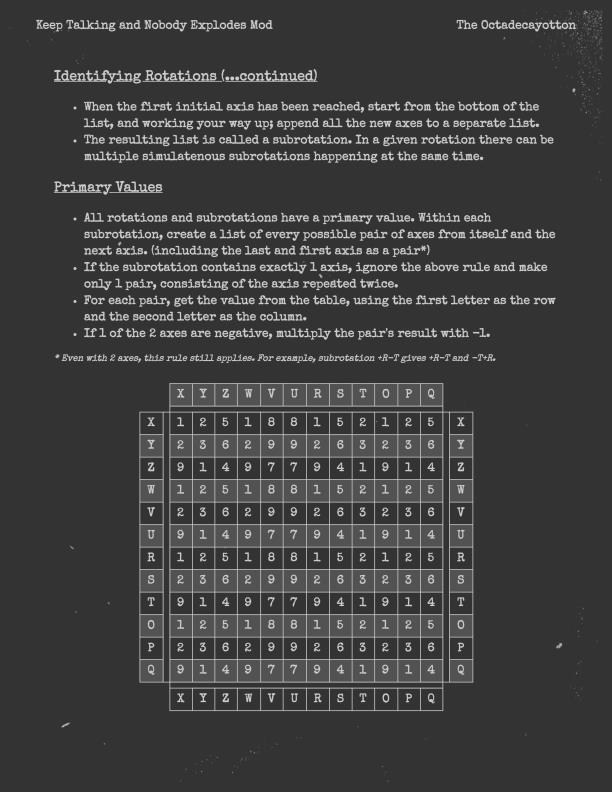 Keep Talking and Nobody Explodes Mod The Octadecayotton
Identifying Rotations (...continued)
• When the first initial axis has been reached, start from the bottom of the
list, and working your way up; append all the new axes to a separate list.
• The resulting list is called a subrotation. In a given rotation there can be
multiple simulatenous subrotations happening at the same time.
Primary Values
• All rotations and subrotations have a primary value. Within each
subrotation, create a list of every possible pair of axes from itself and the
next axis. (including the last and first axis as a pair*)
• If the subrotation contains exactly 1 axis, ignore the above rule and make
only 1 pair, consisting of the axis repeated twice.
• For each pair, get the value from the table, using the first letter as the row
and the second letter as the column.
• If 1 of the 2 axes are negative, multiply the pair's result with -1.
* Even with 2 axes, this rule still applies. For example, subrotation +R-T gives +R-T and -T+R.
X Y Z W V U R S T O P Q
X 1 2 5 1 8 8 1 5 2 1 2 5 X
Y 2 3 6 2 9 9 2 6 3 2 3 6 Y
Z 9 1 4 9 7 7 9 4 1 9 1 4 Z
W 1 2 5 1 8 8 1 5 2 1 2 5 W
V 2 3 6 2 9 9 2 6 3 2 3 6 V
U 9 1 4 9 7 7 9 4 1 9 1 4 U
R 1 2 5 1 8 8 1 5 2 1 2 5 R
S 2 3 6 2 9 9 2 6 3 2 3 6 S
T 9 1 4 9 7 7 9 4 1 9 1 4 T
O 1 2 5 1 8 8 1 5 2 1 2 5 O
P 2 3 6 2 9 9 2 6 3 2 3 6 P
Q 9 1 4 9 7 7 9 4 1 9 1 4 Q
X Y Z W V U R S T O P Q